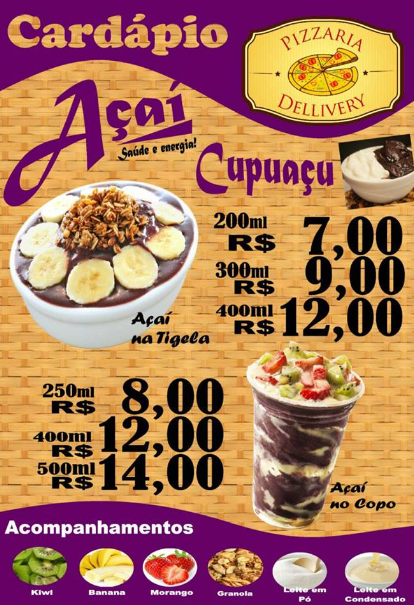 Cardápio
PIZZARIA
DELLIVERY
Açaí
Saúde e energia!
Cupuaçu
200ml
R$ 7,00
300ml
R$ 9,00
400ml
R$ 12,00
Açaí
na Tigela
250ml
R$ 8,00
400ml
R$ 12,00
500ml
R$ 14,00
Açaí
no Copo
Acompanhamentos
Kiwi
Banana
Morango
Granola
Leite em
Pó
Leite em
Condensado